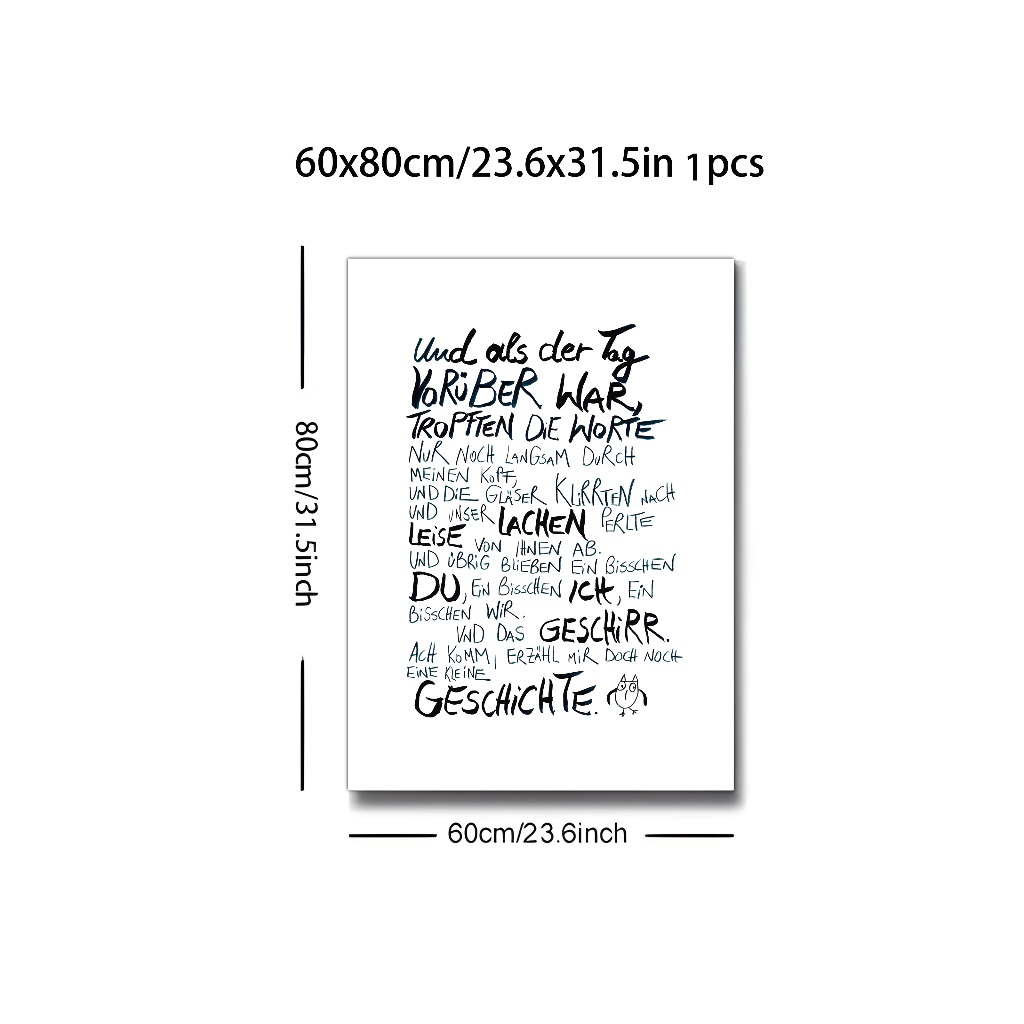 60x80cm/23.6x31.5in 1pcs
80cm/31.5inch
Und als der Tag
VORÜBER WAR,
TROPFTEN DIE WORTE
NUR NOCH LANGSAM DURCH
MEINEN KOPF,
UND DIE GLÄSER KLIRRTEN NACH
UND UNSER LACHEN PERLTE
LEISE VON IHNEN AB.
UND ÜBRIG BLIEBEN EIN BISSCHEN
DU, EIN BISSCHEN ICH, EIN
BISSCHEN WIR.
UND DAS GESCHIRR.
ACH KOMM, ERZÄHL MIR DOCH NOCH
EINE KLEINE
GESCHICHTE.
60cm/23.6inch